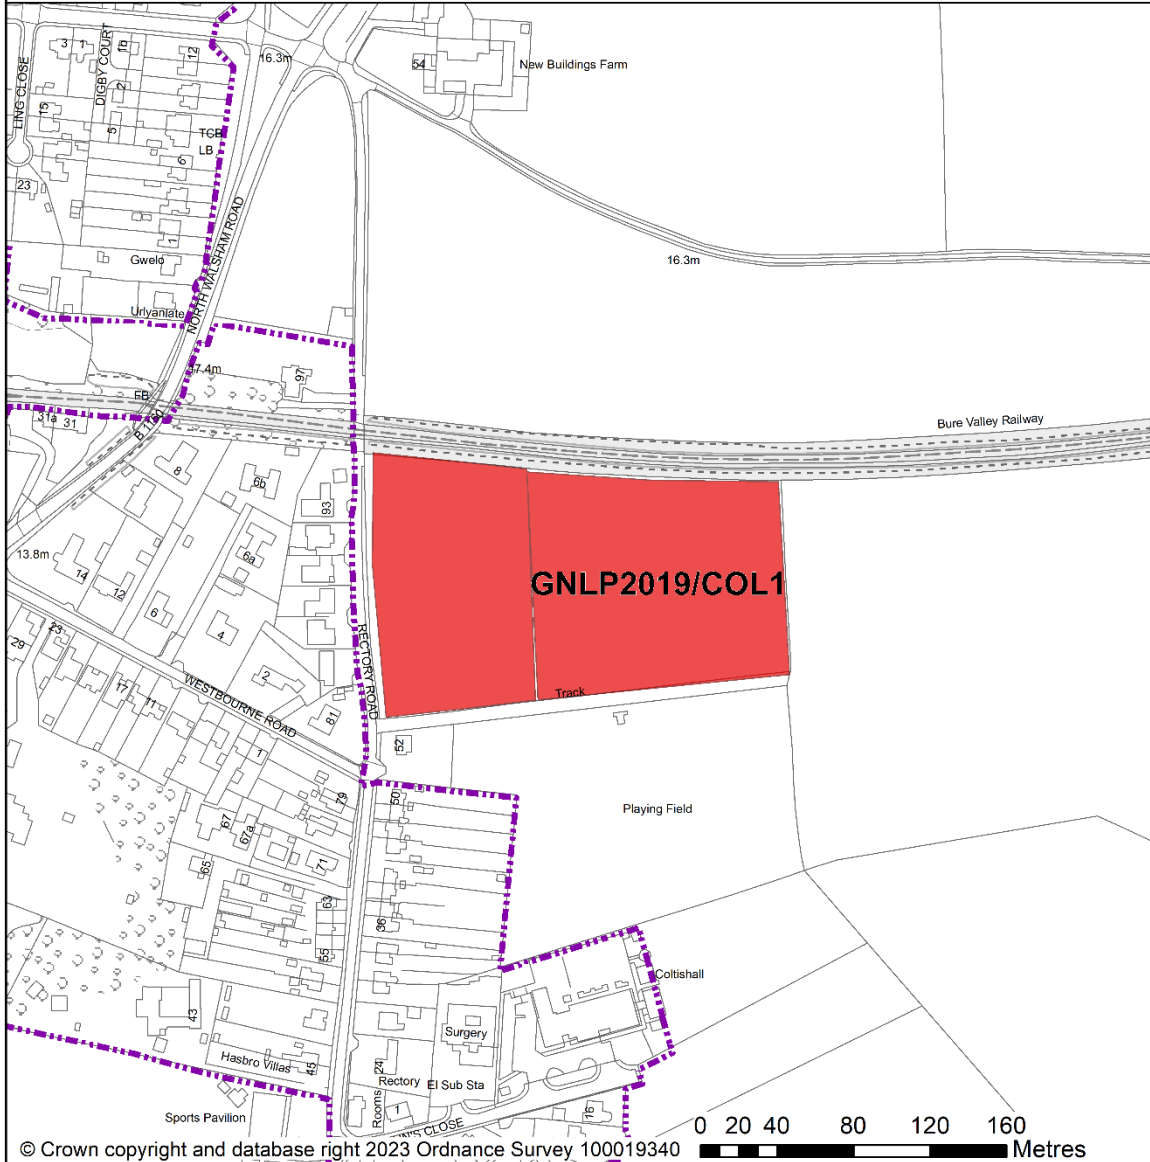 3 1
1b
12
16.3m
54
New Buildings Farm
LING CLOSE
DIGBY COURT
2
15
5
TCB
LB
6
23
1
NORTH WALSHAM ROAD
16.3m
Gwelo
Urlyanlate
17.4m
97
FB
31a 31
B 1150
Bure Valley Railway
8
6b
93
13.8m
6a
14
12
6
4
GNLP2019/COL1
29
23
2
RECTORY ROAD
17
11
WESTBOURNE ROAD
81
Track
52
1
79
50
Playing Field
67
67a
71
65
63
36
55
Coltishall
43
Surgery
Hasbro Villas
45
24
Rectory
El Sub Sta
Rooms
1
16
Sports Pavilion
N'S CLOSE
0 20 40 80 120 160
Metres
© Crown copyright and database right 2023 Ordnance Survey 100019340